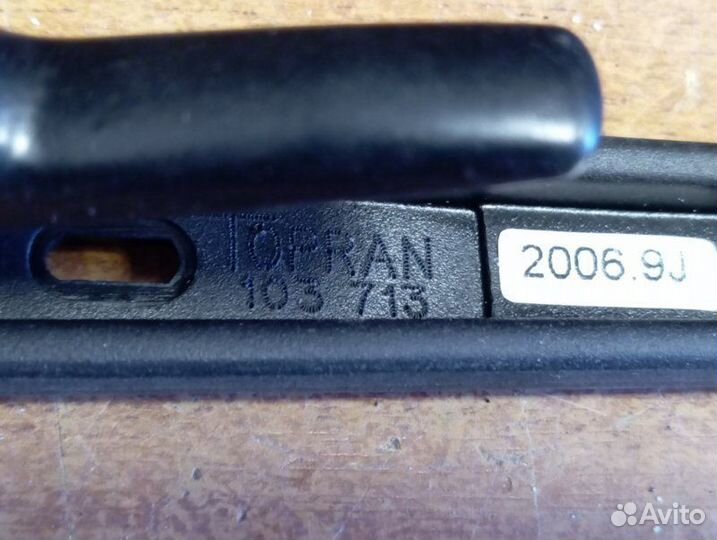 TOPRAN
103 713
2006.9J
Avito